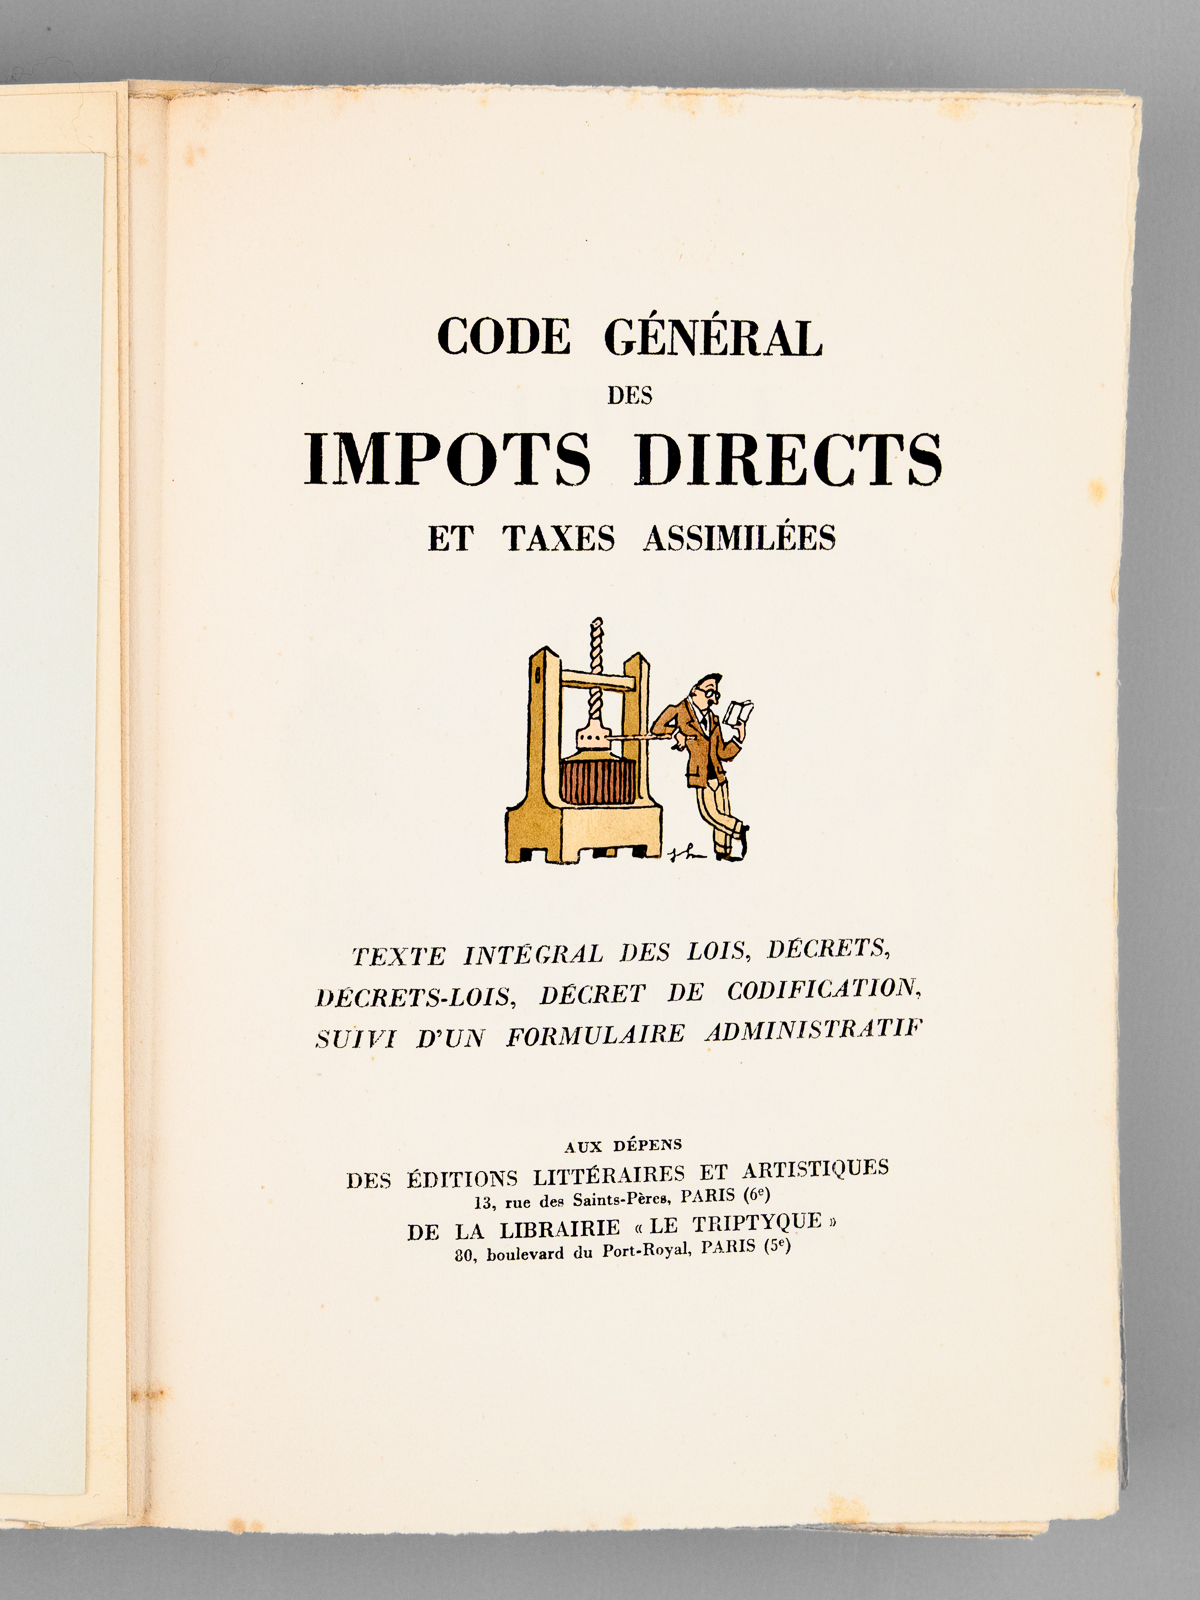 CODE GÉNÉRAL
DES
IMPOTS DIRECTS
ET TAXES ASSIMILÉES
TEXTE INTÉGRAL DES LOIS, DÉCRETS,
DÉCRETS-LOIS, DÉCRET DE CODIFICATION,
SUIVI D'UN FORMULAIRE ADMINISTRATIF
AUX DÉPENS
DES ÉDITIONS LITTÉRAIRES ET ARTISTIQUES
13, rue des Saints-Pères, PARIS (6e)
DE LA LIBRAIRIE « LE TRIPTYQUE »
80, boulevard du Port-Royal, PARIS (5e)